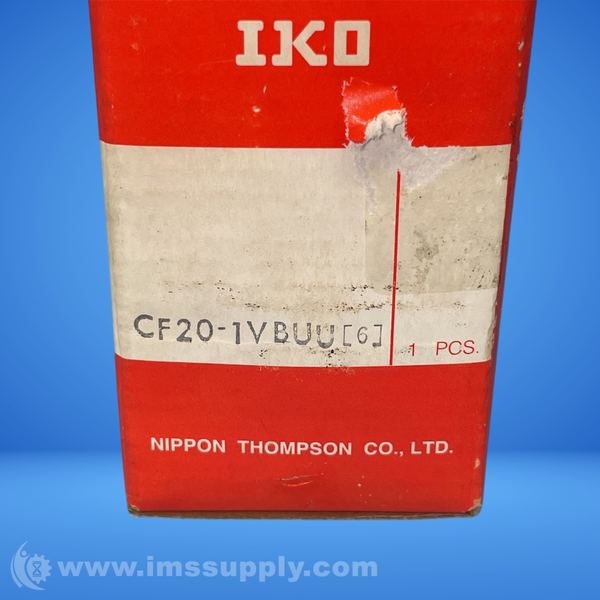 IKO
CF20-1VBUU[6]
1 PCS.
NIPPON THOMPSON CO., LTD.
www.imssupply.com